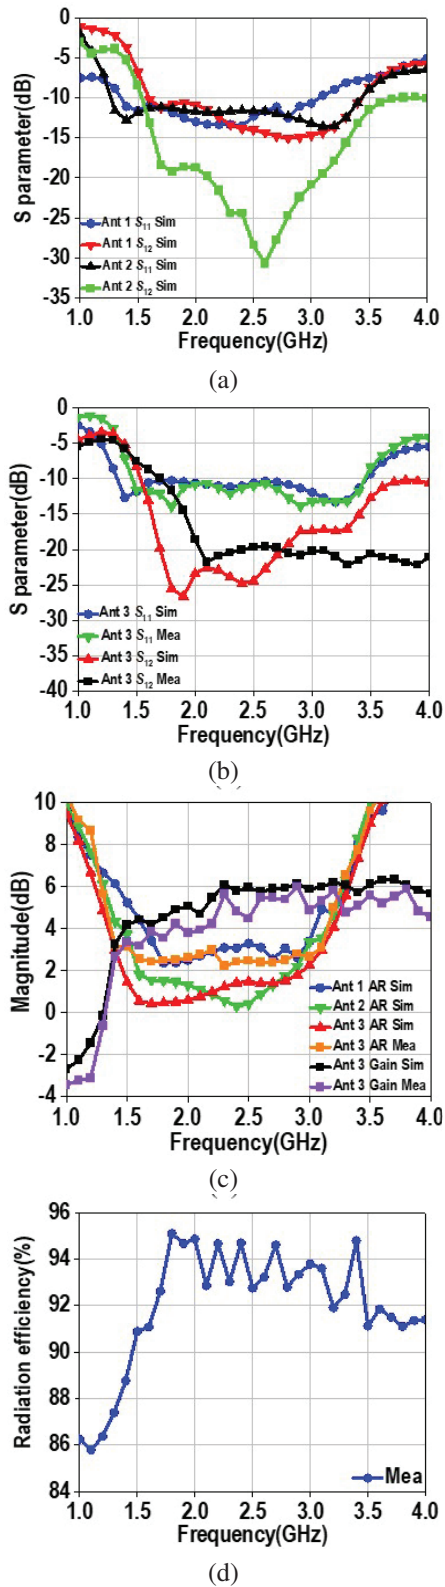 0
-5
-10
-15
-20
-25
-30
-35
S parameter(dB)
Ant 1 S11 Sim
Ant 1 S12 Sim
Ant 2 S11 Sim
Ant 2 S12 Sim
1.0 1.5 2.0 2.5 3.0 3.5 4.0
Frequency(GHz)
(a)
0
-5
-10
-15
-20
-25
-30
-35
-40
S parameter(dB)
Ant 3 S11 Sim
Ant 3 S11 Mea
Ant 3 S12 Sim
Ant 3 S12 Mea
1.0 1.5 2.0 2.5 3.0 3.5 4.0
Frequency(GHz)
(b)
10
8
6
4
2
0
-2
-4
Magnitude(dB)
Ant 1 AR Sim
Ant 2 AR Sim
Ant 3 AR Sim
Ant 3 AR Mea
Ant 3 Gain Sim
Ant 3 Gain Mea
1.0 1.5 2.0 2.5 3.0 3.5 4.0
Frequency(GHz)
(c)
96
94
92
90
88
86
84
Radiation efficiency(%)
Mea
1.0 1.5 2.0 2.5 3.0 3.5 4.0
Frequency(GHz)
(d)